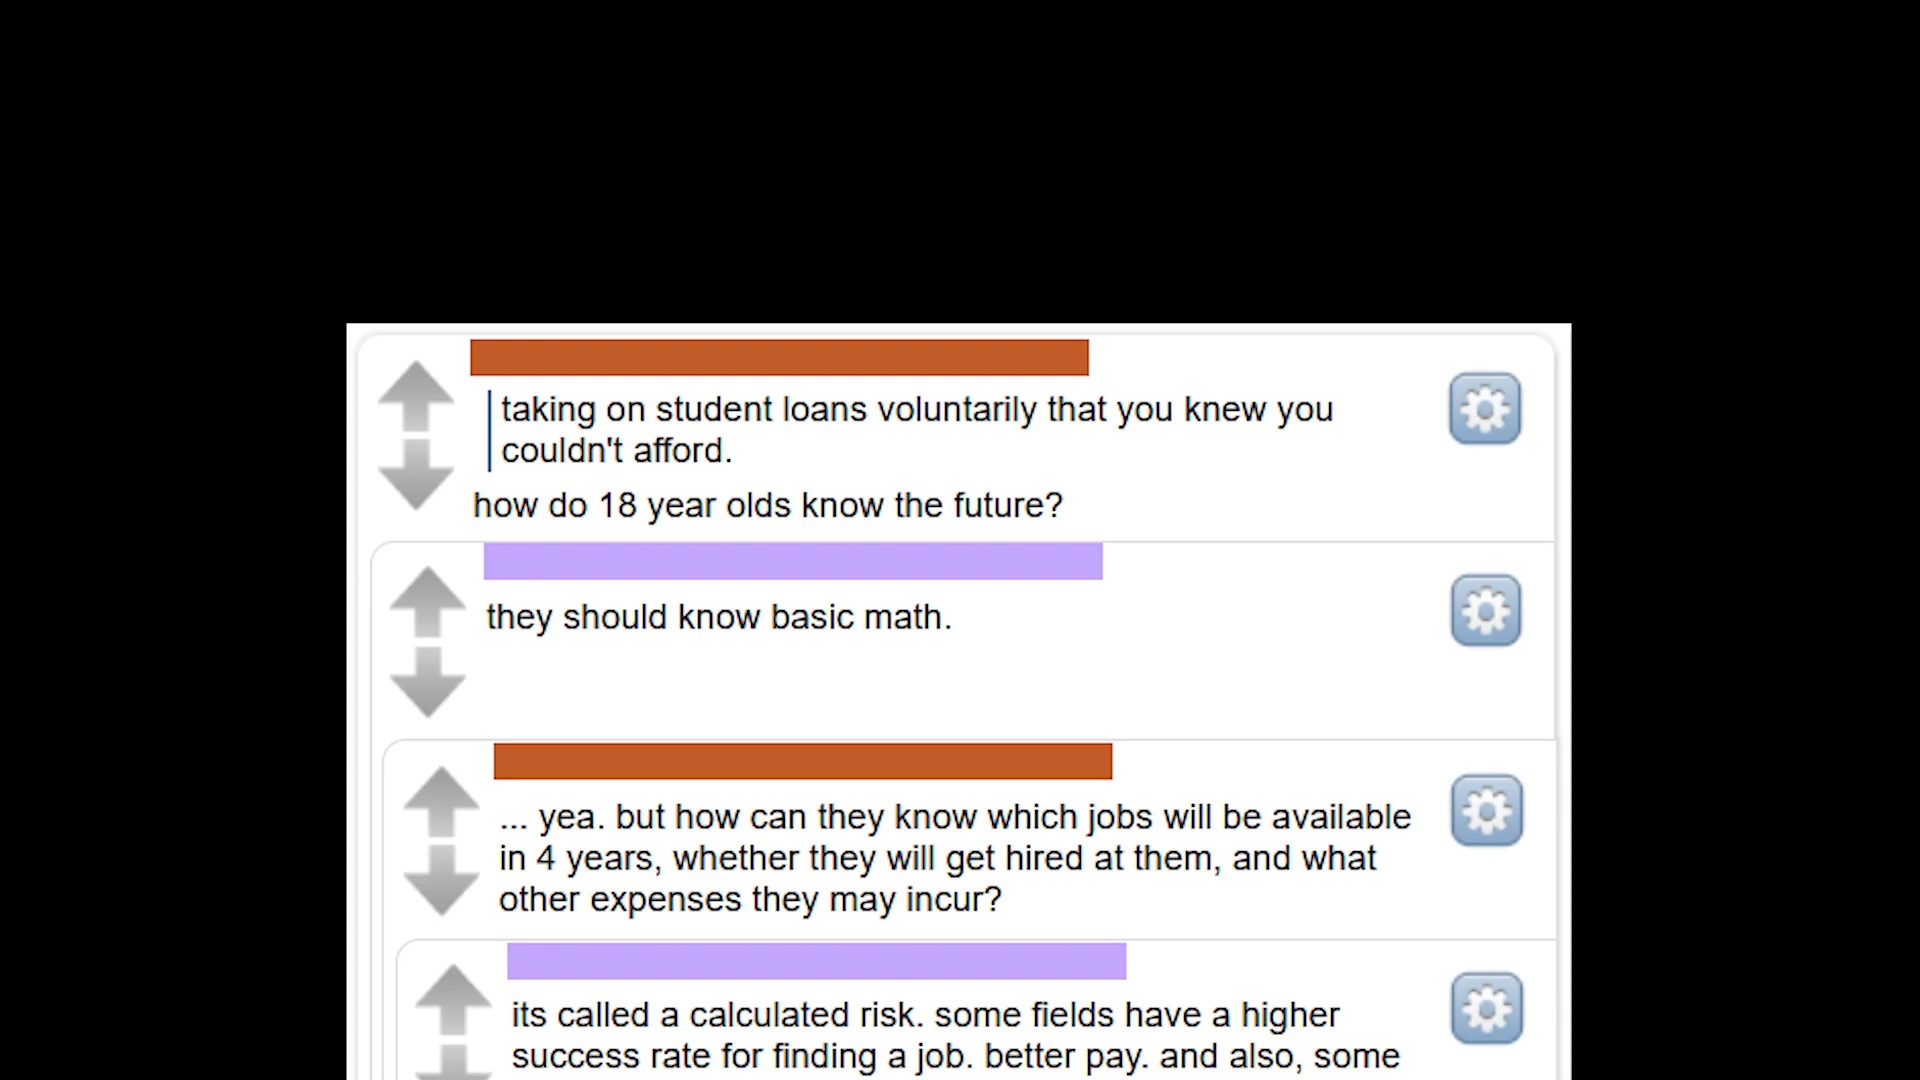 taking on student loans voluntarily that you knew you
couldn't afford.
how do 18 year olds know the future?
they should know basic math.
... yea. but how can they know which jobs will be available
in 4 years, whether they will get hired at them, and what
other expenses they may incur?
its called a calculated risk. some fields have a higher
success rate for finding a job. better pay. and also, some